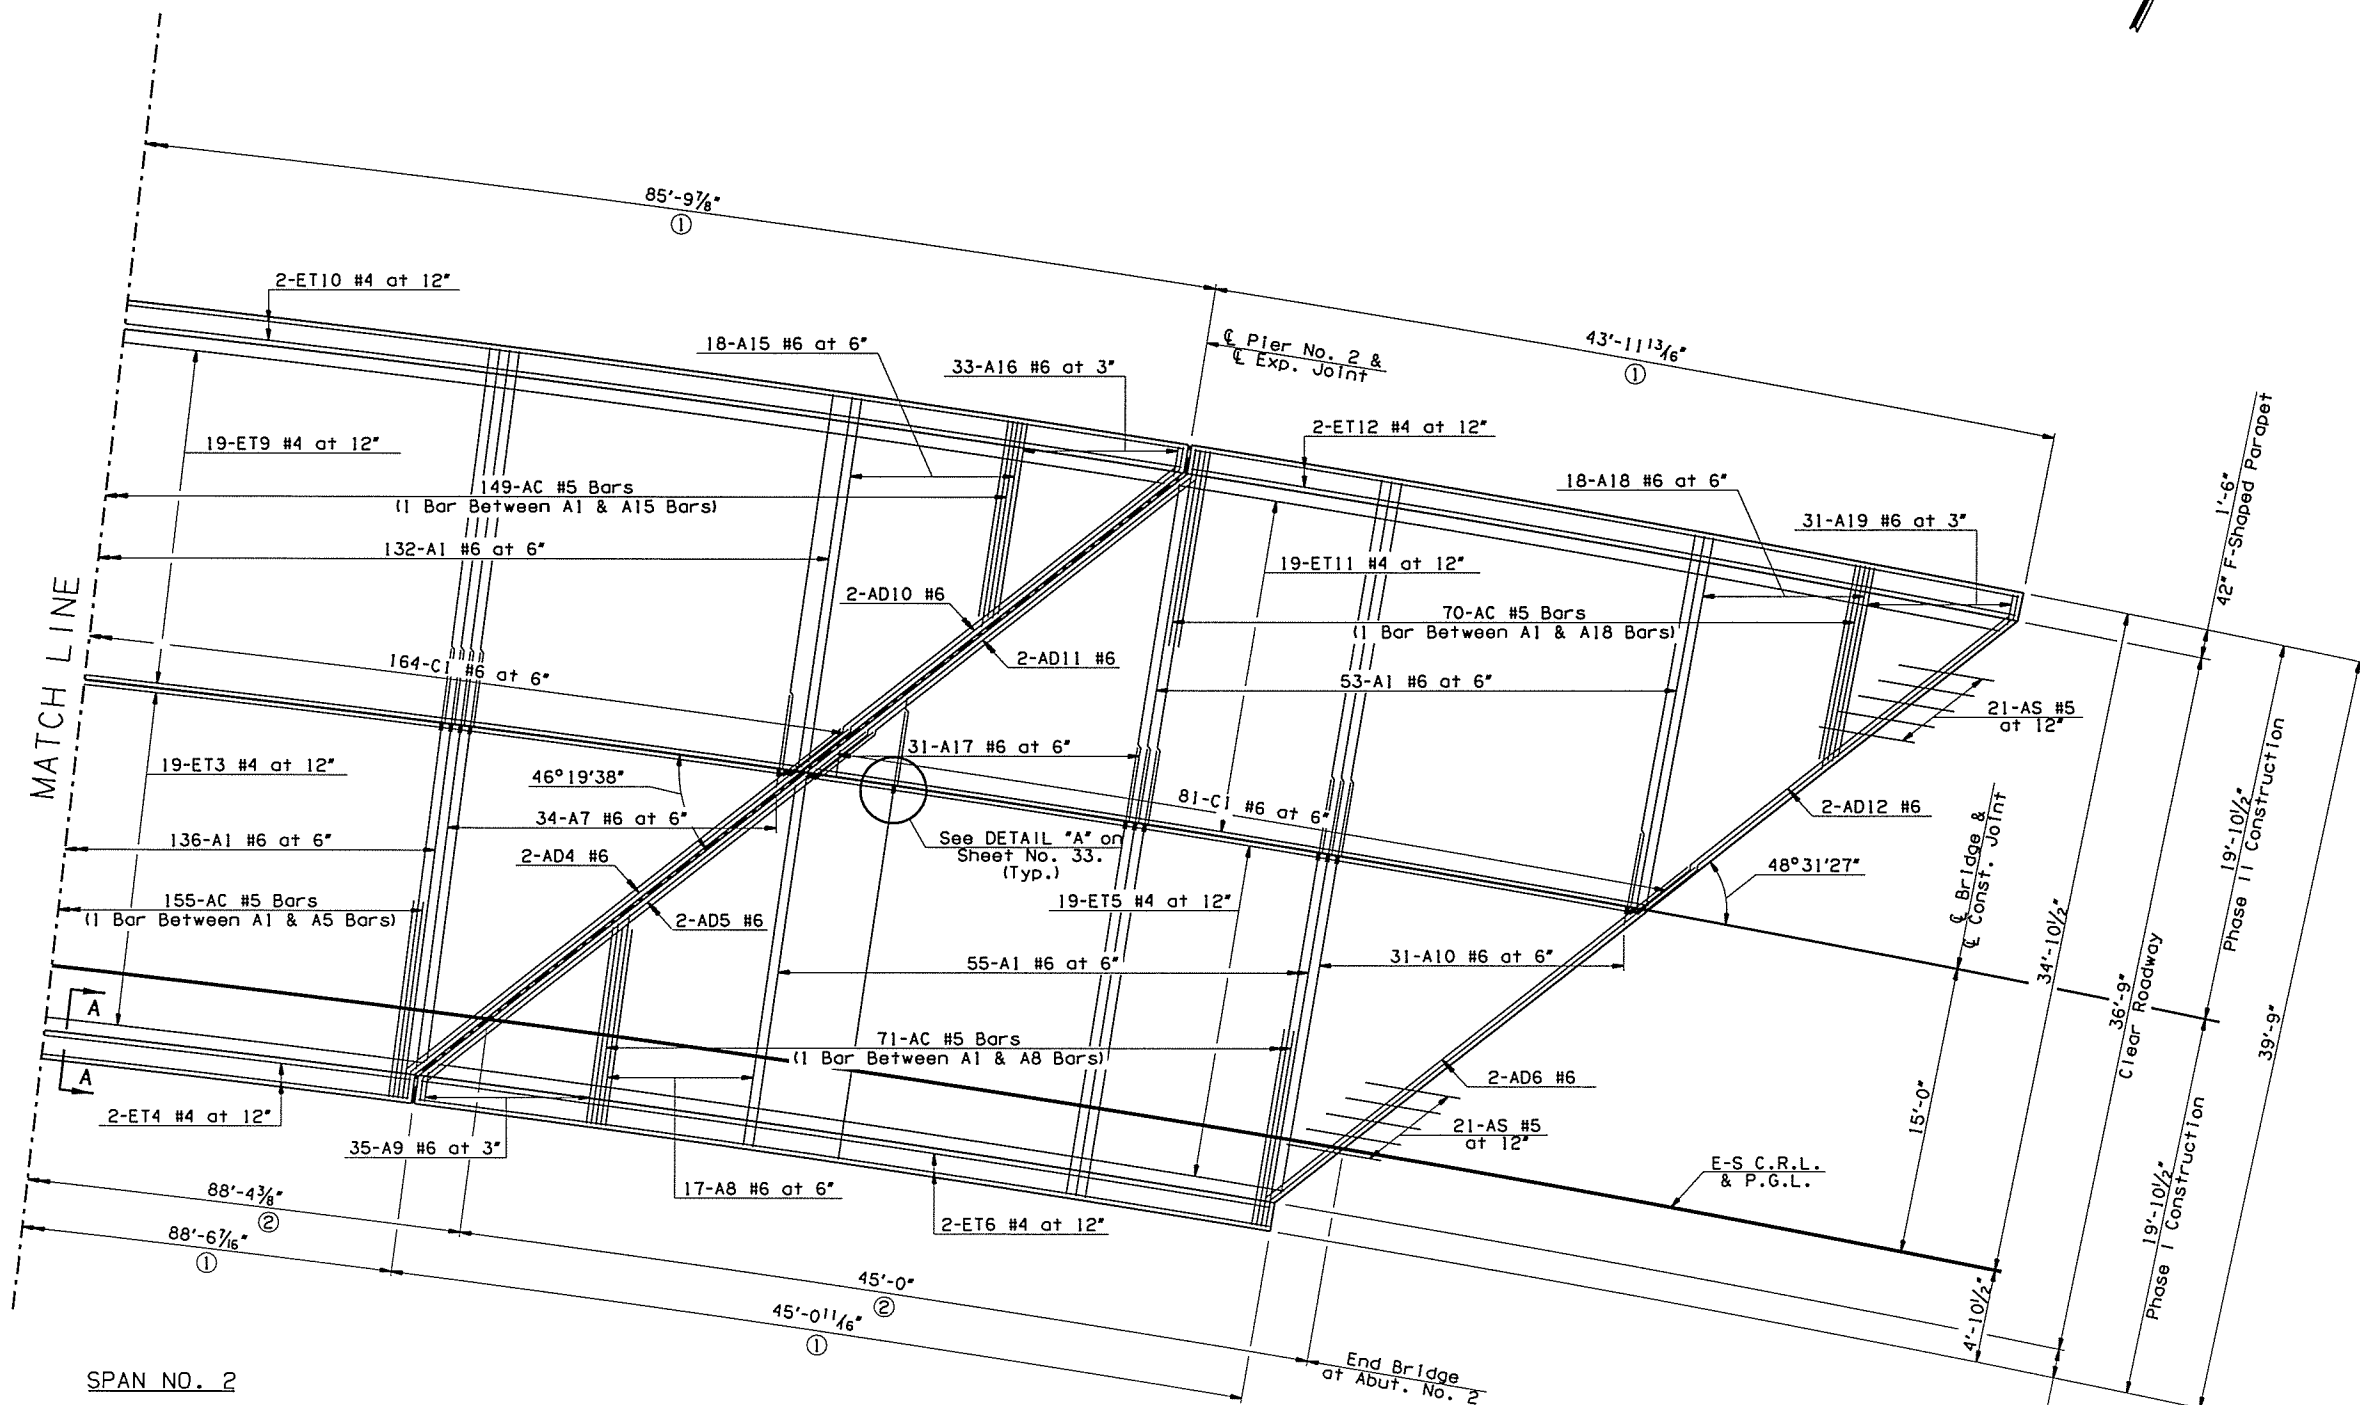 85'-9⅞"
①
2-ET10 #4 at 12"
18-A15 #6 at 6"
33-A16 #6 at 3"
℄ Pier No. 2 &
℄ Exp. Joint
43'-11 13/16"
①
1'-6"
42" F-Shaped Parapet
19-ET9 #4 at 12"
2-ET12 #4 at 12"
149-AC #5 Bars
(1 Bar Between A1 & A15 Bars)
18-A18 #6 at 6"
31-A19 #6 at 3"
132-A1 #6 at 6"
19-ET11 #4 at 12"
2-AD10 #6
70-AC #5 Bars
(1 Bar Between A1 & A18 Bars)
MATCH LINE
164-C1 #6 at 6"
2-AD11 #6
53-A1 #6 at 6"
21-AS #5
at 12"
19-ET3 #4 at 12"
46°19'38"
31-A17 #6 at 6"
81-C1 #6 at 6"
2-AD12 #6
34-A7 #6 at 6"
See DETAIL "A" on
Sheet No. 33.
(Typ.)
136-A1 #6 at 6"
2-AD4 #6
48°31'27"
℄ Bridge &
℄ Const. Joint
19'-10½"
Phase II Construction
155-AC #5 Bars
(1 Bar Between A1 & A5 Bars)
2-AD5 #6
19-ET5 #4 at 12"
34'-10½"
55-A1 #6 at 6"
31-A10 #6 at 6"
36'-9"
Clear Roadway
39'-9"
A
A
71-AC #5 Bars
(1 Bar Between A1 & A8 Bars)
2-AD6 #6
15'-0"
2-ET4 #4 at 12"
21-AS #5
at 12"
35-A9 #6 at 3"
E-S C.R.L.
& P.G.L.
19'-10½"
Phase I Construction
88'-4⅜"
②
17-A8 #6 at 6"
2-ET6 #4 at 12"
88'-6 7/16"
①
45'-0"
②
4'-10½"
45'-0 11/16"
①
End Bridge
at Abut. No. 2
SPAN NO. 2